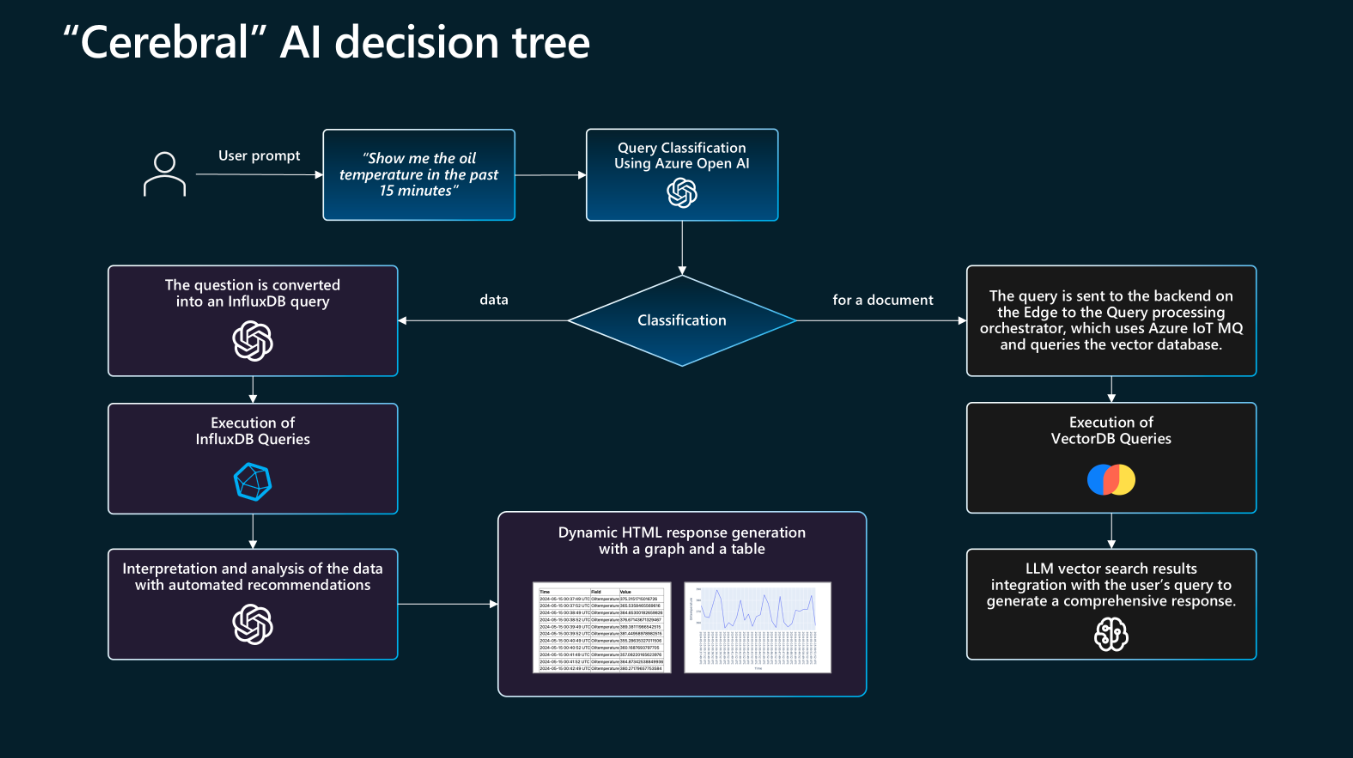 “Cerebral” AI decision tree
User prompt
“Show me the oil
temperature in the past
15 minutes“
Query Classification
Using Azure Open AI
The question is converted
into an InfluxDB query
data
Classification
for a document
The query is sent to the backend on
the Edge to the Query processing
orchestrator, which uses Azure IoT MQ
and queries the vector database.
Execution of
InfluxDB Queries
Execution of
VectorDB Queries
Interpretation and analysis of the data
with automated recommendations
Dynamic HTML response generation
with a graph and a table
Time Field Value
LLM vector search results
integration with the user’s query to
generate a comprehensive response.